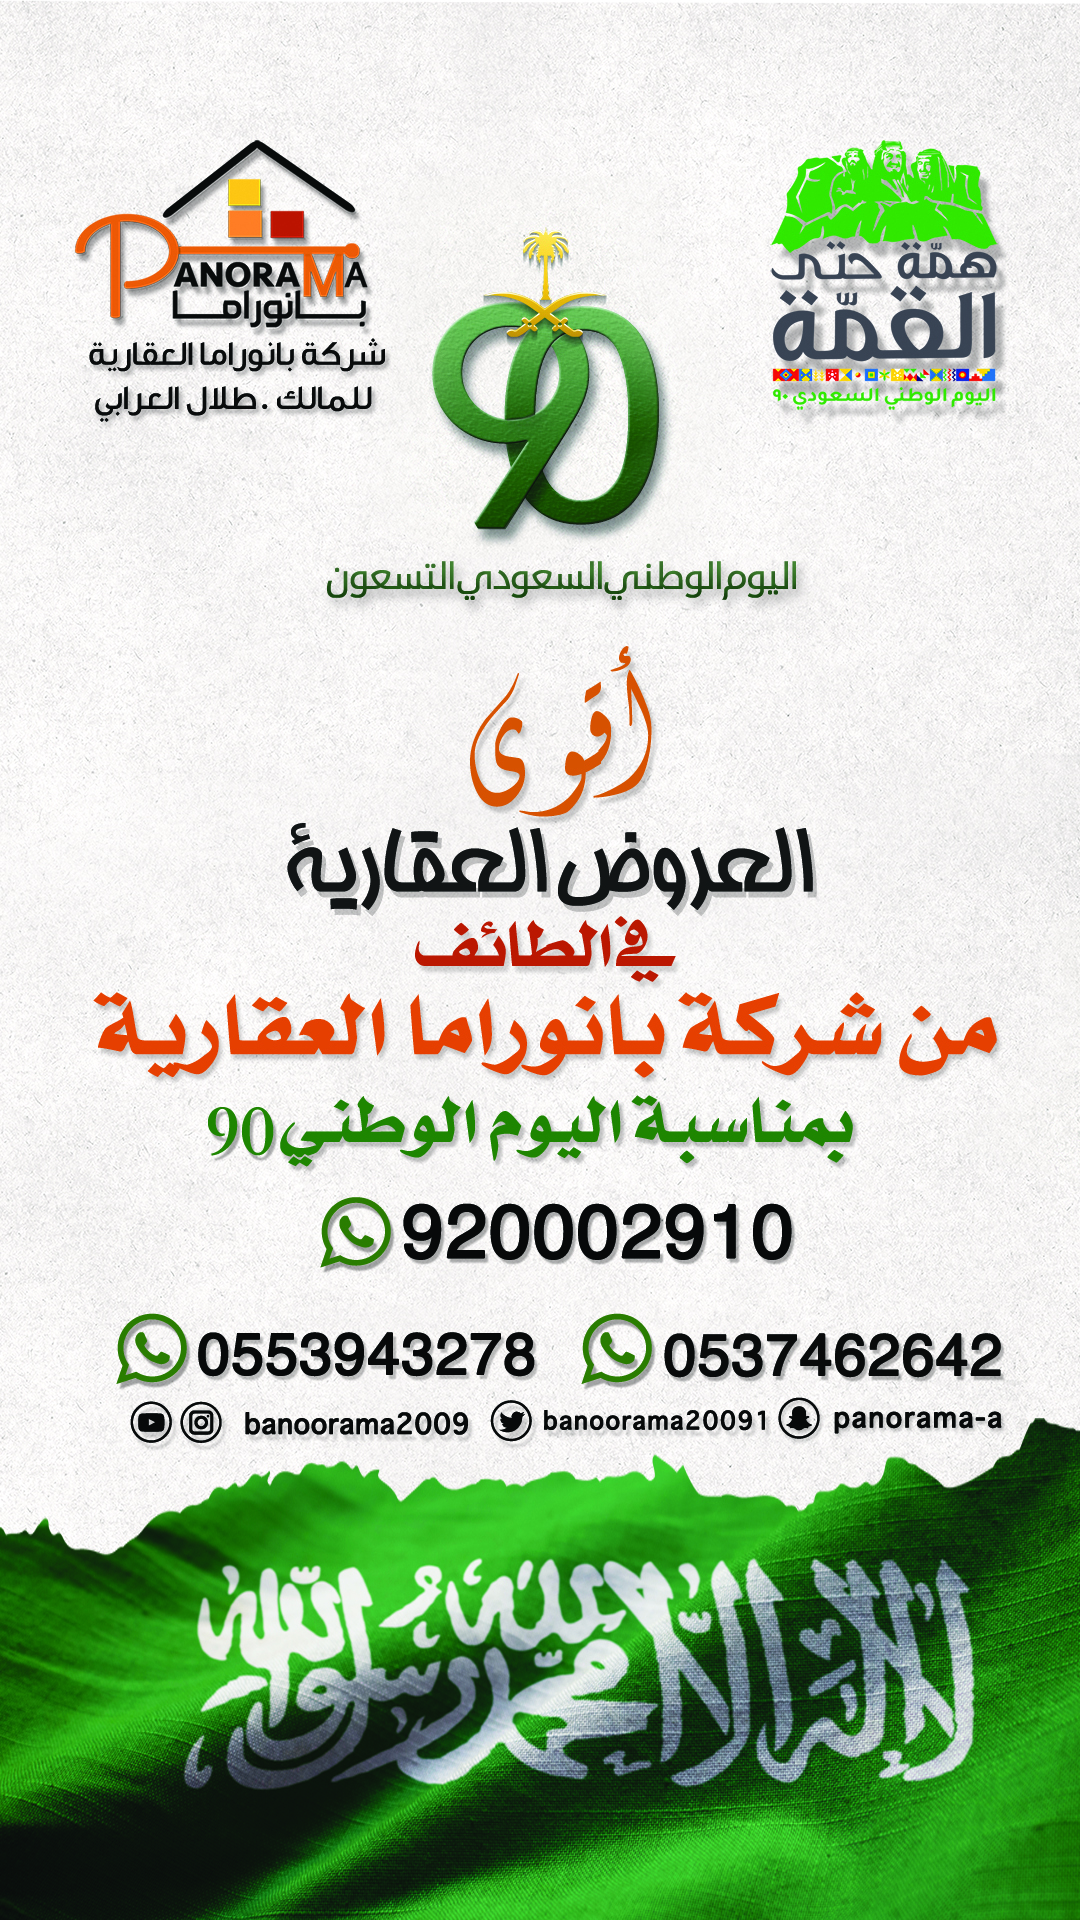 PANORAMA
بانوراما
شركة بانوراما العقارية
للمالك . طلال العرابي
90
اليوم الوطني السعودي التسعون
همّة حتى
القمّة
اليوم الوطني السعودي ٩٠
أقوى
العروض العقارية
في الطائف
من شركة بانوراما العقارية
بمناسبة اليوم الوطني 90
920002910
0553943278
0537462642
banoorama2009
banoorama20091
panorama-a
لا إله إلا الله محمد رسول الله